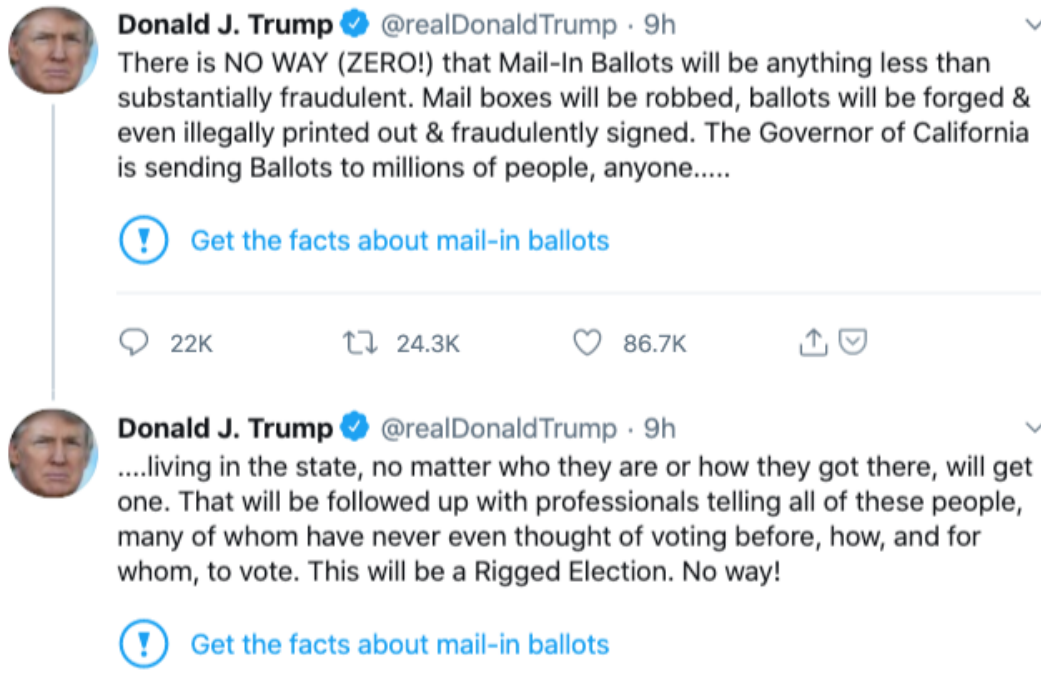 Donald J. Trump @realDonaldTrump · 9h
There is NO WAY (ZERO!) that Mail-In Ballots will be anything less than
substantially fraudulent. Mail boxes will be robbed, ballots will be forged &
even illegally printed out & fraudulently signed. The Governor of California
is sending Ballots to millions of people, anyone.....
Get the facts about mail-in ballots
22K 24.3K 86.7K
Donald J. Trump @realDonaldTrump · 9h
....living in the state, no matter who they are or how they got there, will get
one. That will be followed up with professionals telling all of these people,
many of whom have never even thought of voting before, how, and for
whom, to vote. This will be a Rigged Election. No way!
Get the facts about mail-in ballots